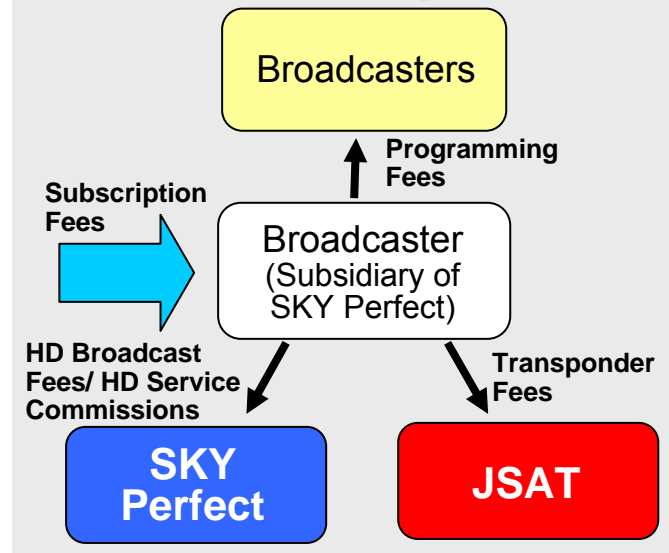 Broadcasters
Programming
Fees
Subscription
Fees
Broadcaster
(Subsidiary of
SKY Perfect)
HD Broadcast
Fees/ HD Service
Commissions
Transponder
Fees
SKY
Perfect
JSAT